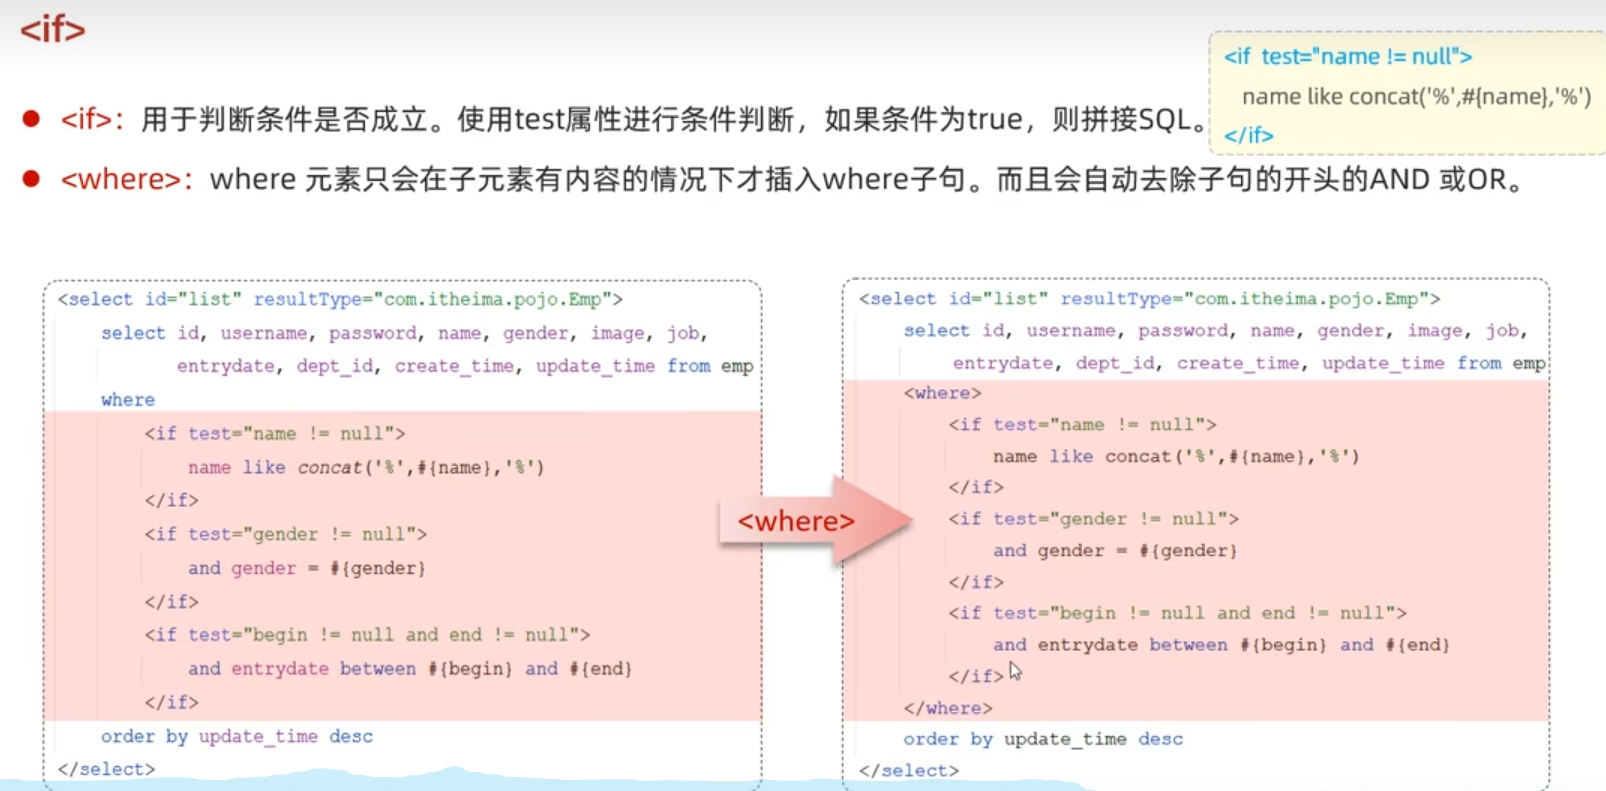 <if>
<if test="name != null">
name like concat('%',#{name},'%')
</if>
<if>：用于判断条件是否成立。使用test属性进行条件判断，如果条件为true，则拼接SQL。
<where>：where 元素只会在子元素有内容的情况下才插入where子句。而且会自动去除子句的开头的AND 或OR。
<select id="list" resultType="com.itheima.pojo.Emp">
select id, username, password, name, gender, image, job,
entrydate, dept_id, create_time, update_time from emp
where
<if test="name != null">
name like concat('%',#{name},'%')
</if>
<if test="gender != null">
and gender = #{gender}
</if>
<if test="begin != null and end != null">
and entrydate between #{begin} and #{end}
</if>
order by update_time desc
</select>
<where>
<select id="list" resultType="com.itheima.pojo.Emp">
select id, username, password, name, gender, image, job,
entrydate, dept_id, create_time, update_time from emp
<where>
<if test="name != null">
name like concat('%',#{name},'%')
</if>
<if test="gender != null">
and gender = #{gender}
</if>
<if test="begin != null and end != null">
and entrydate between #{begin} and #{end}
</if>
</where>
order by update_time desc
</select>